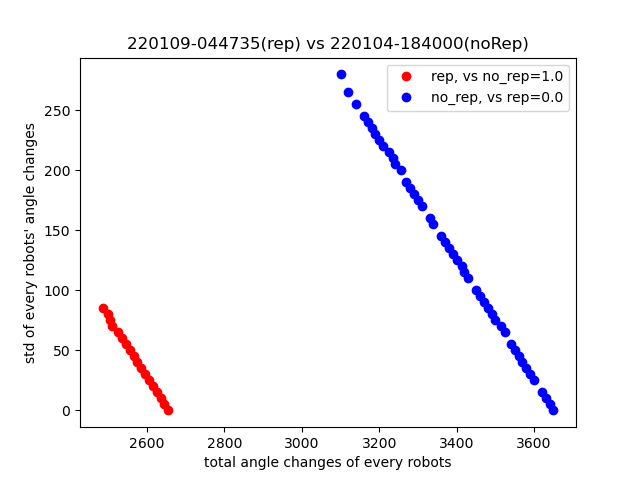 220109-044735(rep) vs 220104-184000(noRep)
rep, vs no_rep=1.0
no_rep, vs rep=0.0
std of every robots' angle changes
250
200
150
100
50
0
2600 2800 3000 3200 3400 3600
total angle changes of every robots